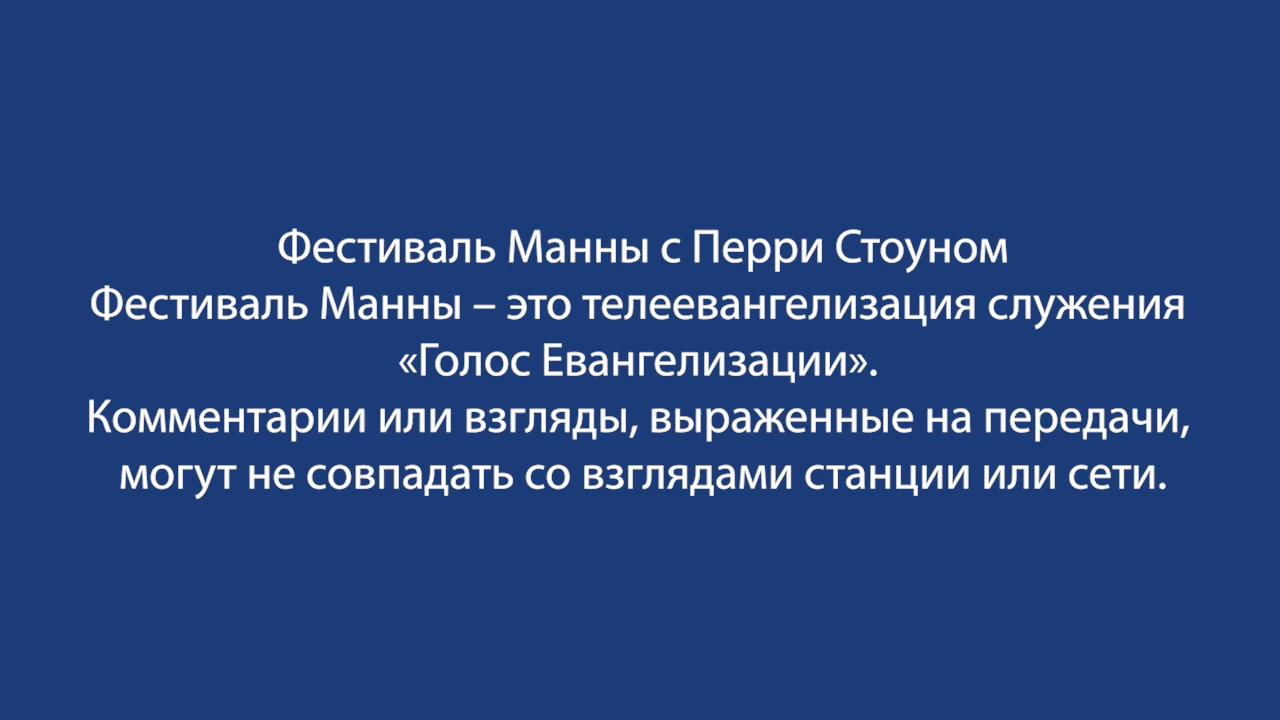 Фестиваль Манны с Перри Стоуном
Фестиваль Манны – это телеевангелизация служения
«Голос Евангелизации».
Комментарии или взгляды, выраженные на передачи,
могут не совпадать со взглядами станции или сети.